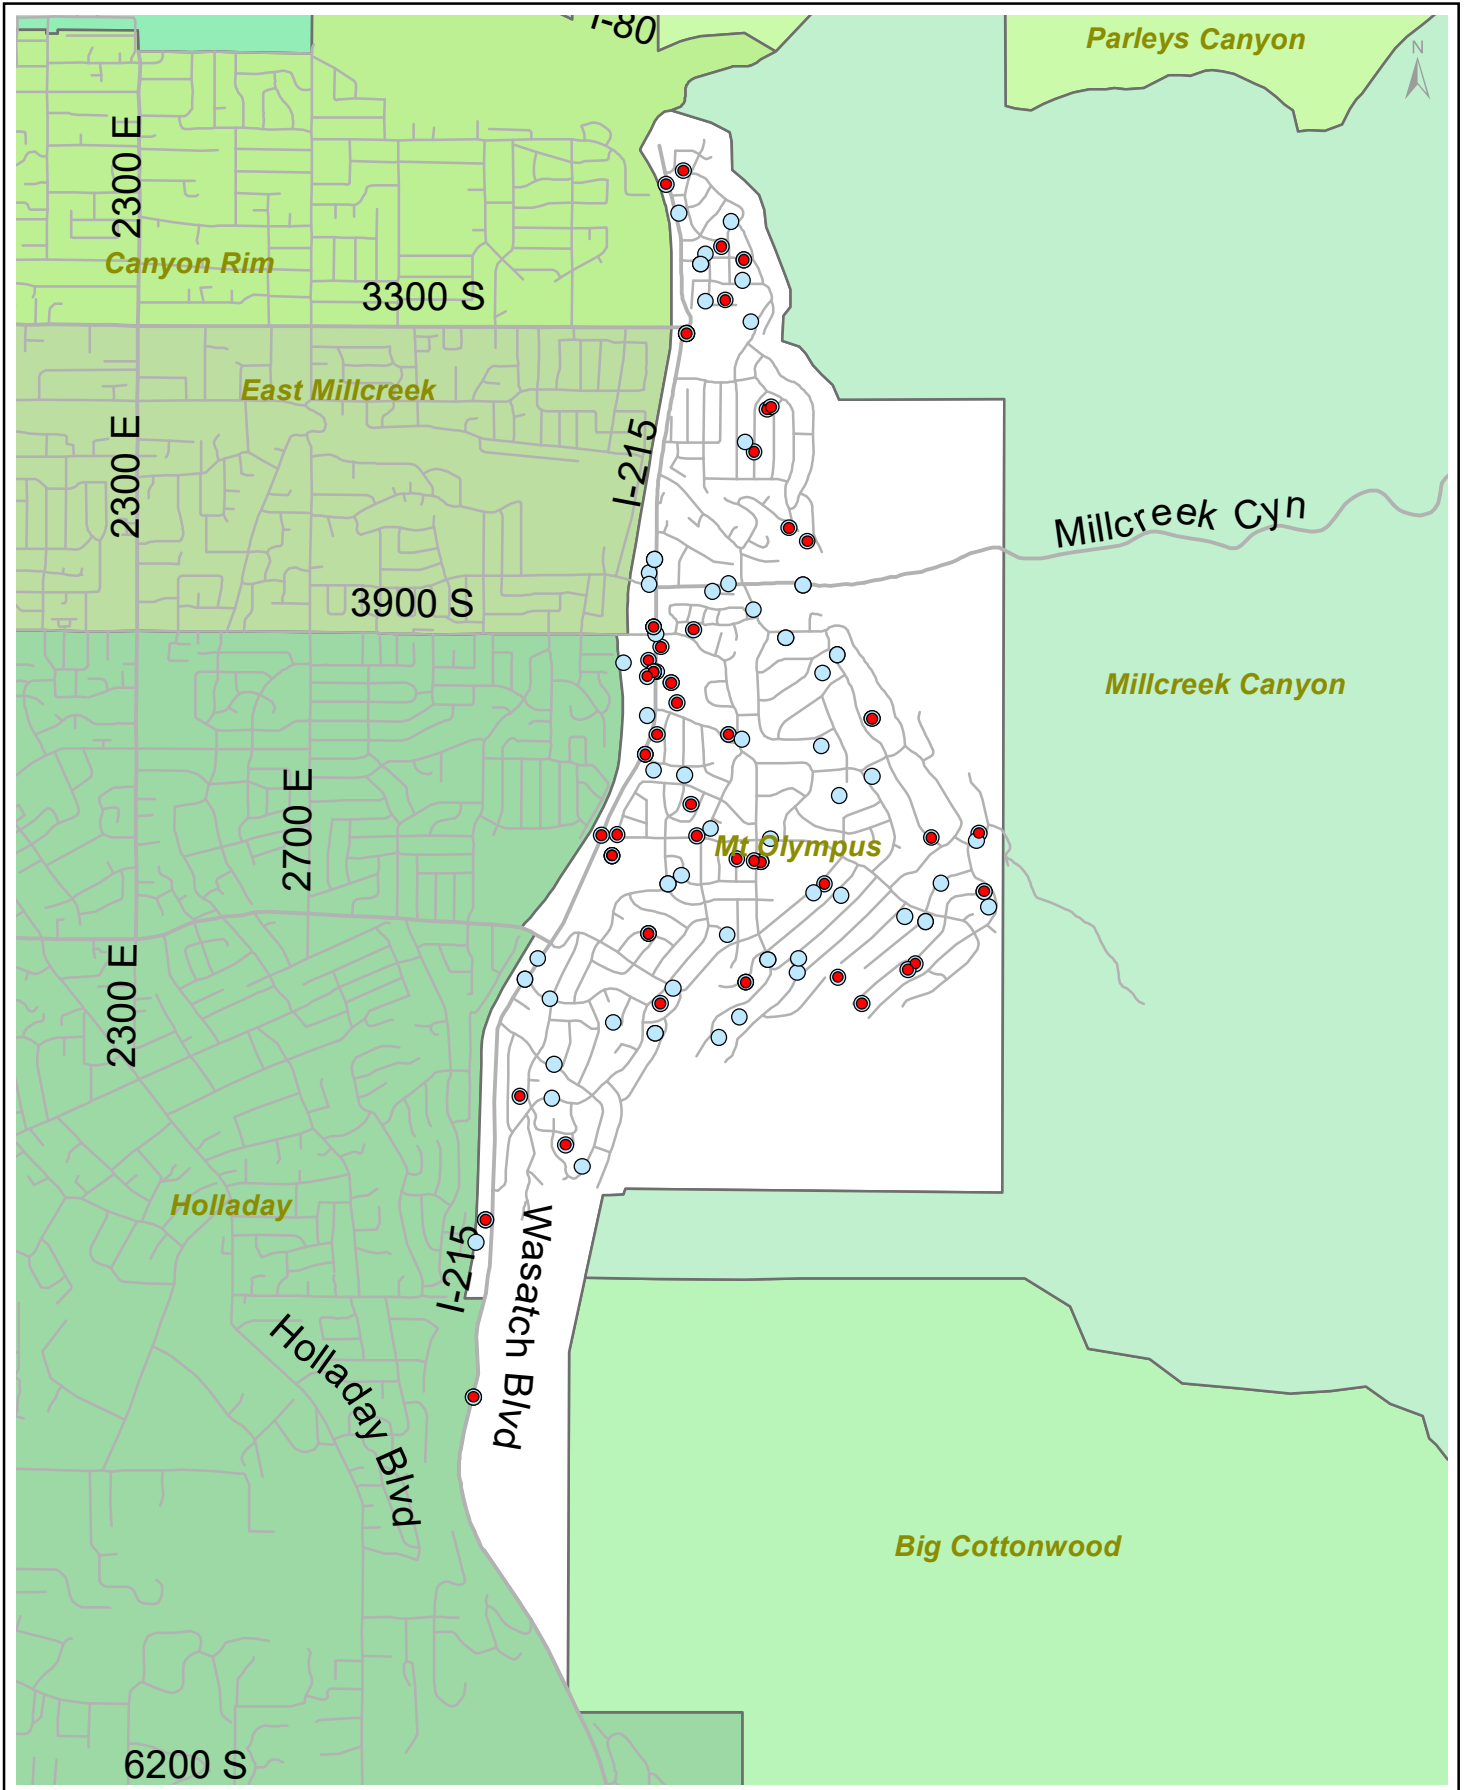 I-80
Parleys Canyon
N
2300 E
Canyon Rim
3300 S
East Millcreek
2300 E
I-215
Millcreek Cyn
3900 S
Millcreek Canyon
2700 E
Mt Olympus
2300 E
Holladay
I-215
Wasatch Blvd
Holladay Blvd
Big Cottonwood
6200 S